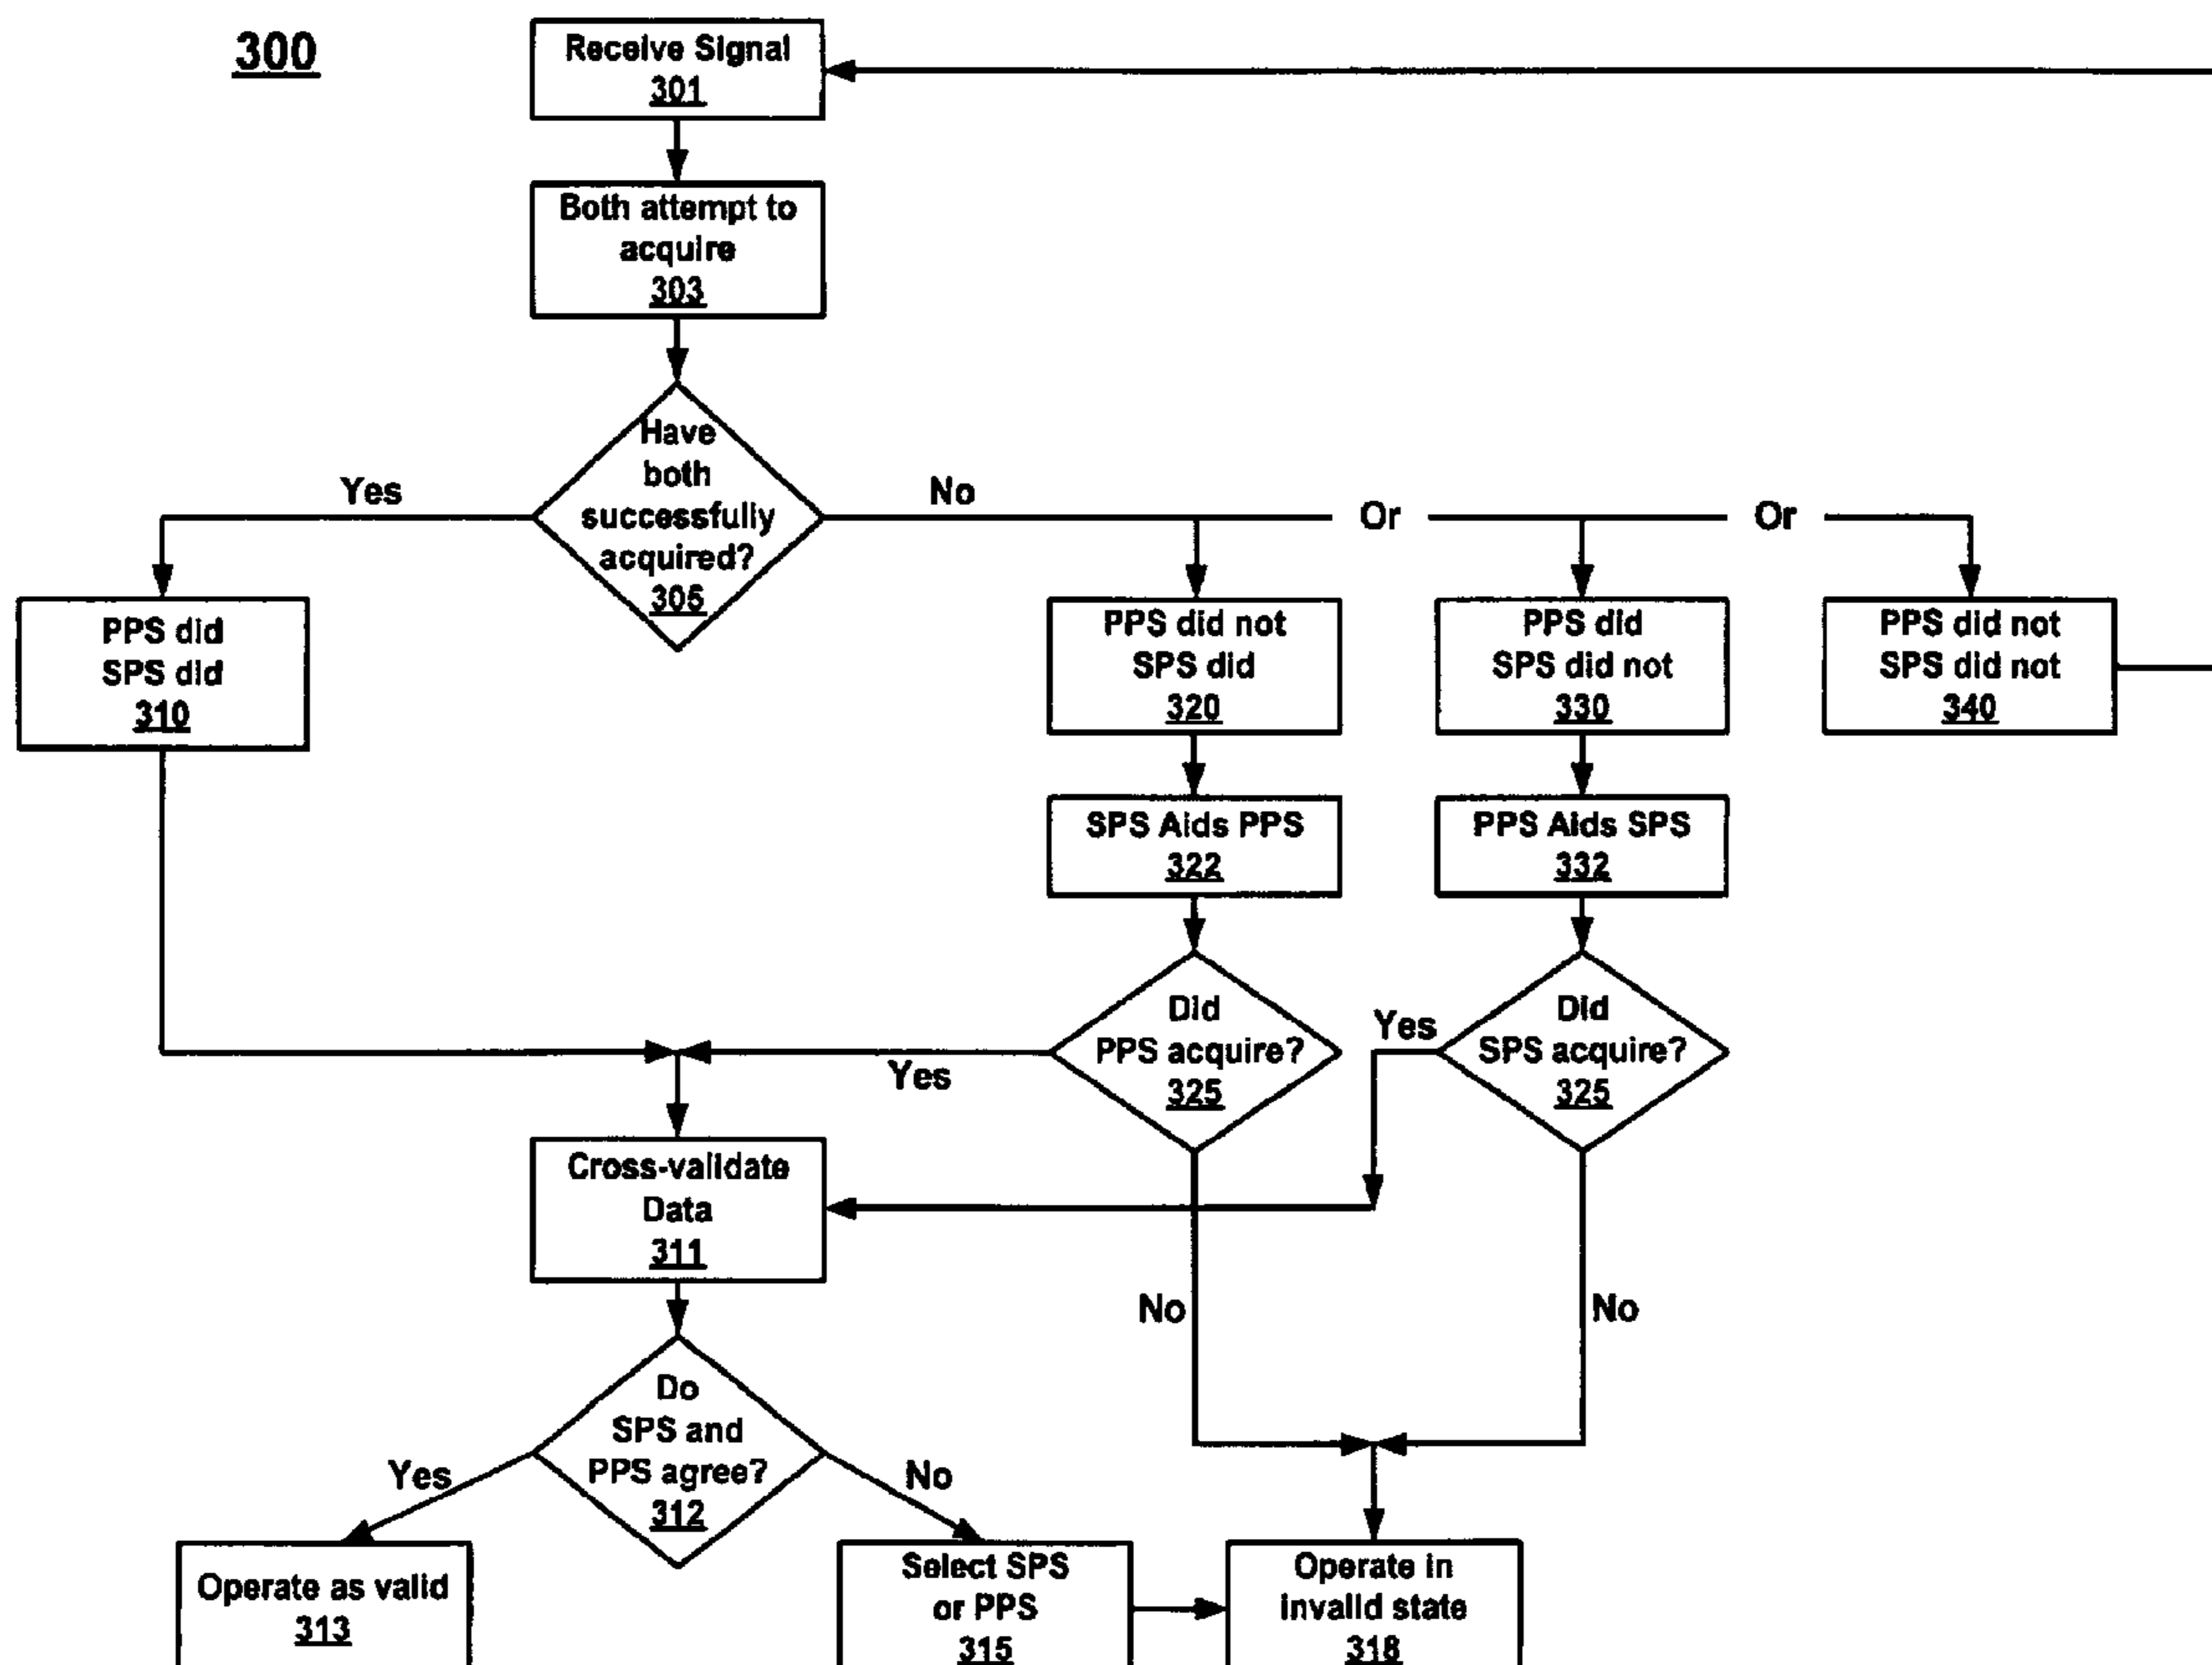 300
Receive Signal
301
Both attempt to
acquire
303
Have
both
successfully
acquired?
305
Yes
No
Or
Or
PPS did
SPS did
310
PPS did not
SPS did
320
PPS did
SPS did not
330
PPS did not
SPS did not
340
SPS Aids PPS
322
PPS Aids SPS
332
Did
PPS acquire?
325
Yes
Did
SPS acquire?
325
Yes
Cross-validate
Data
311
No
No
Do
SPS and
PPS agree?
312
Yes
No
Operate as valid
313
Select SPS
or PPS
315
Operate in
invalid state
318